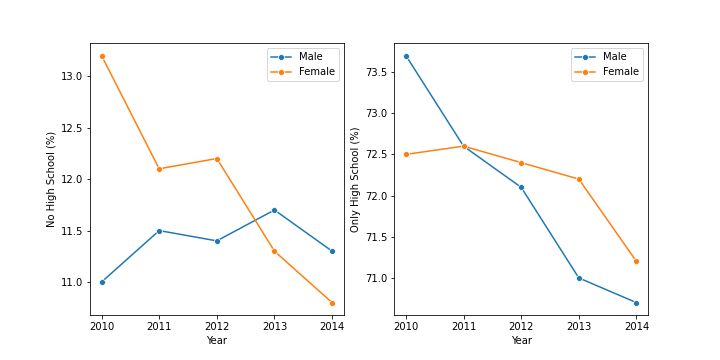 No High School (%)
13.0
12.5
12.0
11.5
11.0
2010 2011 2012 2013 2014
Year
Male
Female
Only High School (%)
73.5
73.0
72.5
72.0
71.5
71.0
2010 2011 2012 2013 2014
Year
Male
Female